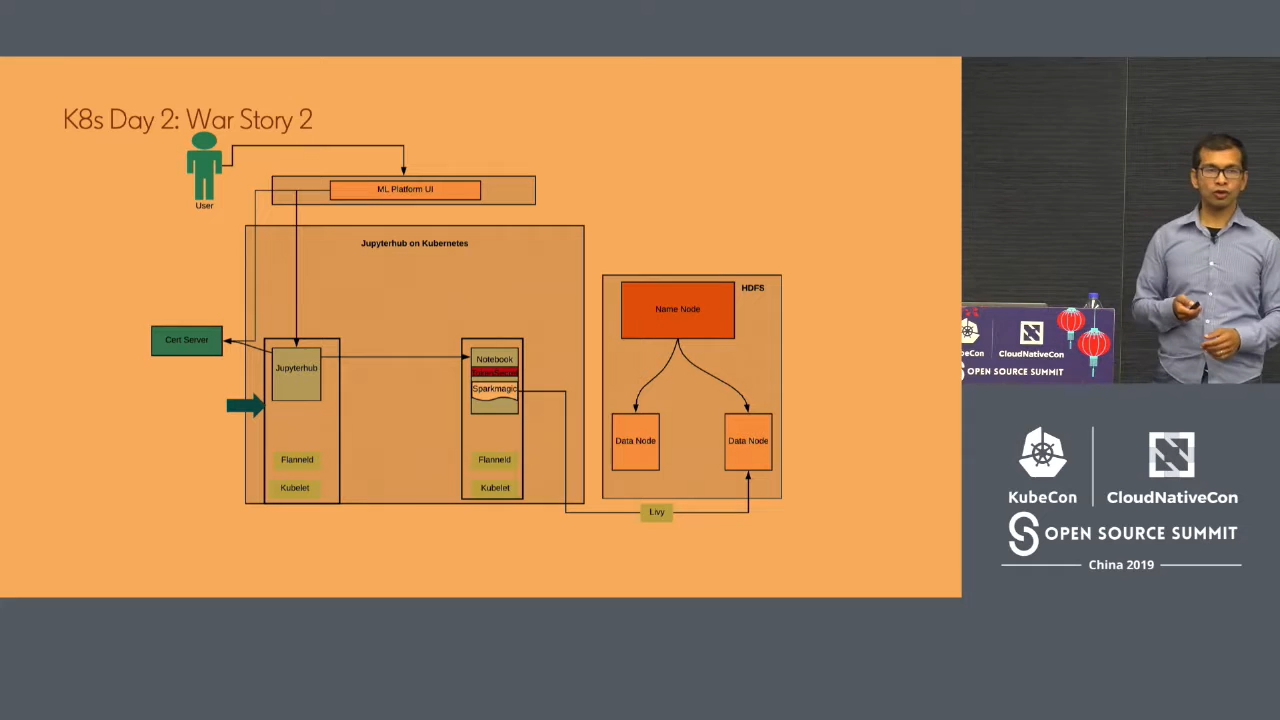 K8s Day 2: War Story 2
User
ML Platform UI
Jupyterhub on Kubernetes
HDFS
Name Node
Cert Server
Jupyterhub
Notebook
Sparkmagic
Data Node
Data Node
Flanneld
Flanneld
Kubelet
Kubelet
Livy
CloudNativeCon
OPEN SOURCE SUMMIT
KubeCon
CloudNativeCon
OPEN SOURCE SUMMIT
China 2019